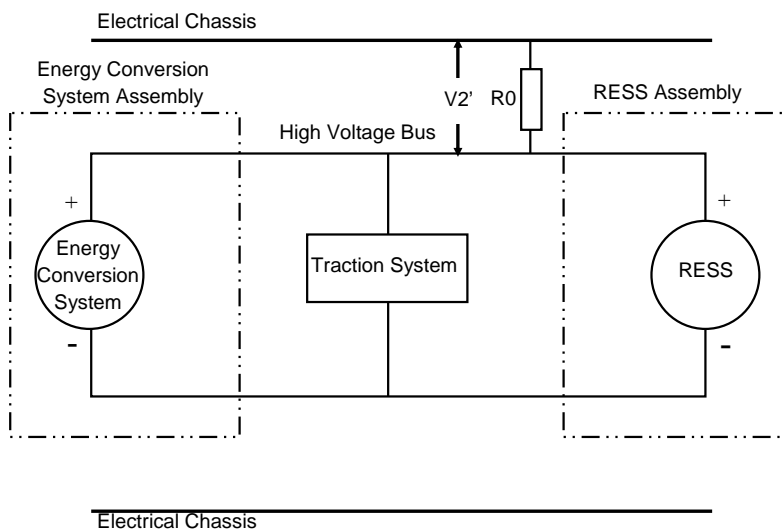 Electrical Chassis
Energy Conversion
System Assembly
V2’
R0
RESS Assembly
High Voltage Bus
+
+
Energy
Conversion
System
Traction System
RESS
-
-
Electrical Chassis